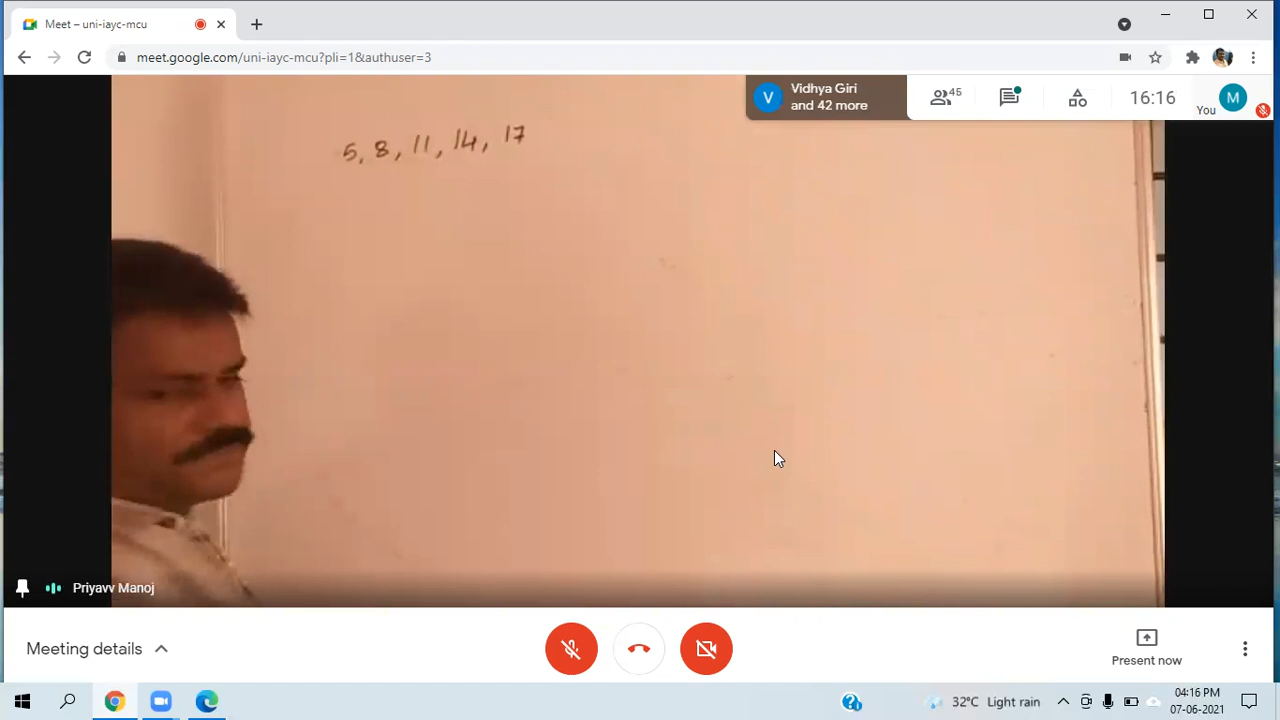 Meet – uni-iayc-mcu
meet.google.com/uni-iayc-mcu?pli=1&authuser=3
V Vidhya Giri
and 42 more
45
16:16
You M
5, 8, 11, 14, 17
Priyavv Manoj
Meeting details
Present now
32°C Light rain
04:16 PM
07-06-2021